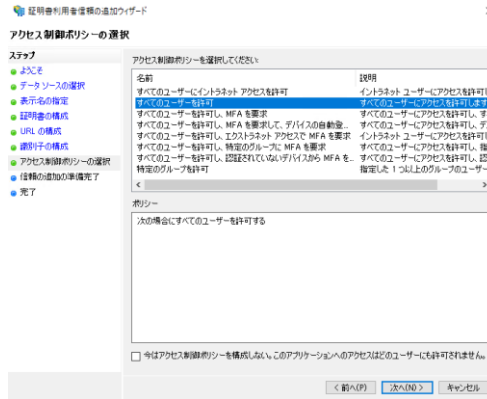 証明書利用者信頼の追加ウィザード
アクセス制御ポリシーの選択
ステップ
ようこそ
データ ソースの選択
表示名の指定
証明書の構成
URL の構成
識別子の構成
アクセス制御ポリシーの選択
信頼の追加の準備完了
完了
アクセス制御ポリシーを選択してください:
名前 説明
すべてのユーザーにイントラネット アクセスを許可 イントラネット ユーザーにアクセスを許可し
すべてのユーザーを許可 すべてのユーザーにアクセスを許可します
すべてのユーザーを許可し、MFA を要求 すべてのユーザーにアクセスを許可し、
すべてのユーザーを許可し、MFA を要求して、デバイスの自動登... すべてのユーザーにアクセスを許可し、
すべてのユーザーを許可し、エクストラネット アクセスで MFA を要求 イントラネット ユーザーにアクセスを許可
すべてのユーザーを許可し、特定のグループに MFA を要求 すべてのユーザーにアクセスを許可し、
すべてのユーザーを許可し、認証されていないデバイスから MFA を... すべてのユーザーにアクセスを許可し、
特定のグループを許可 指定した 1 つ以上のグループのユーザー
ポリシー
次の場合にすべてのユーザーを許可する
今はアクセス制御ポリシーを構成しない。このアプリケーションへのアクセスはどのユーザーにも許可されません。
< 前へ(P) 次へ(N) > キャンセル